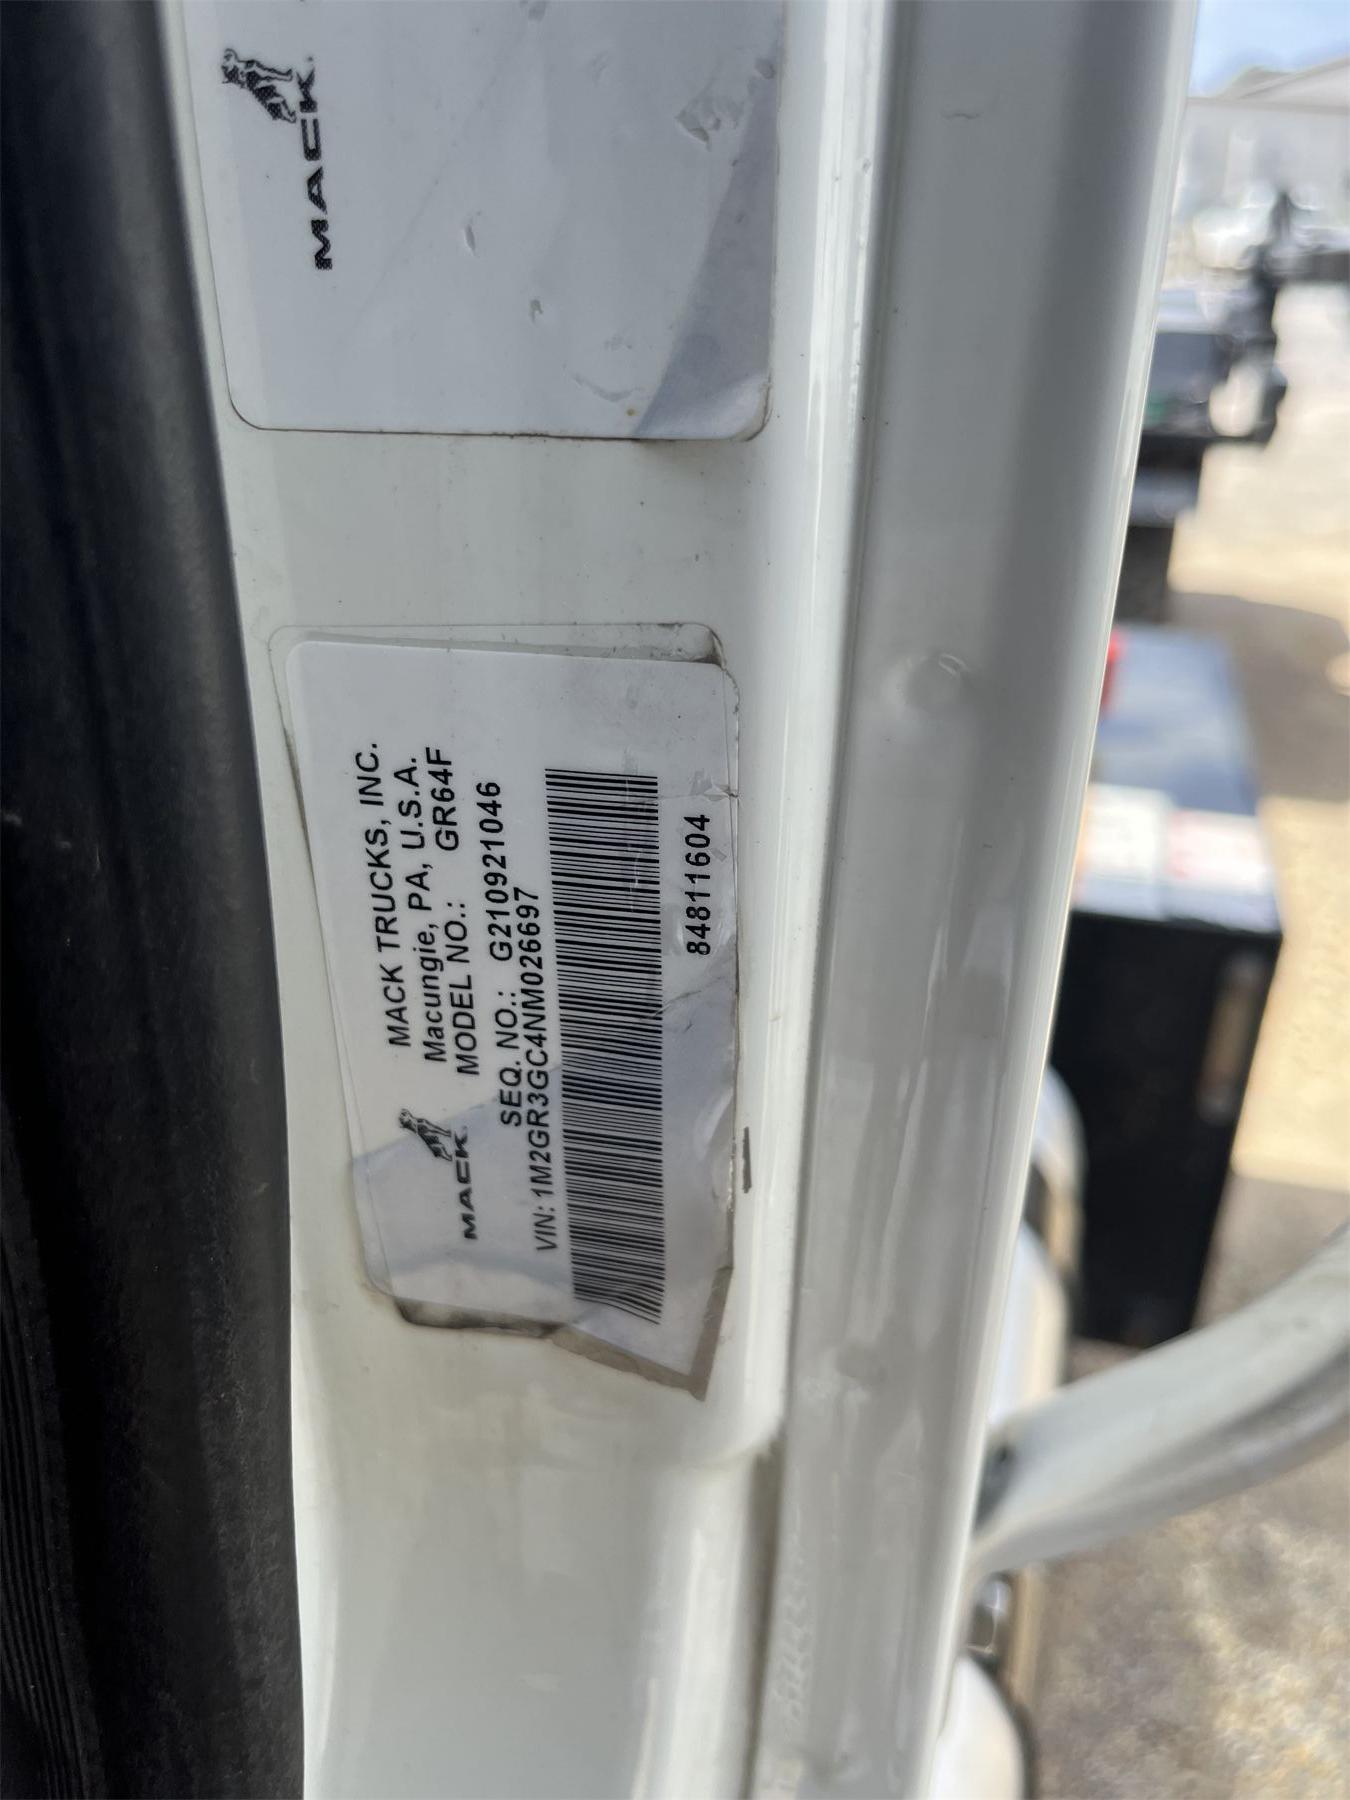 MACK.
MACK TRUCKS, INC.
Macungie, PA, U.S.A.
MODEL NO.: GR64F
MACK.
SEQ. NO.: G210921046
VIN: 1M2GR3GC4NM026697
84811604